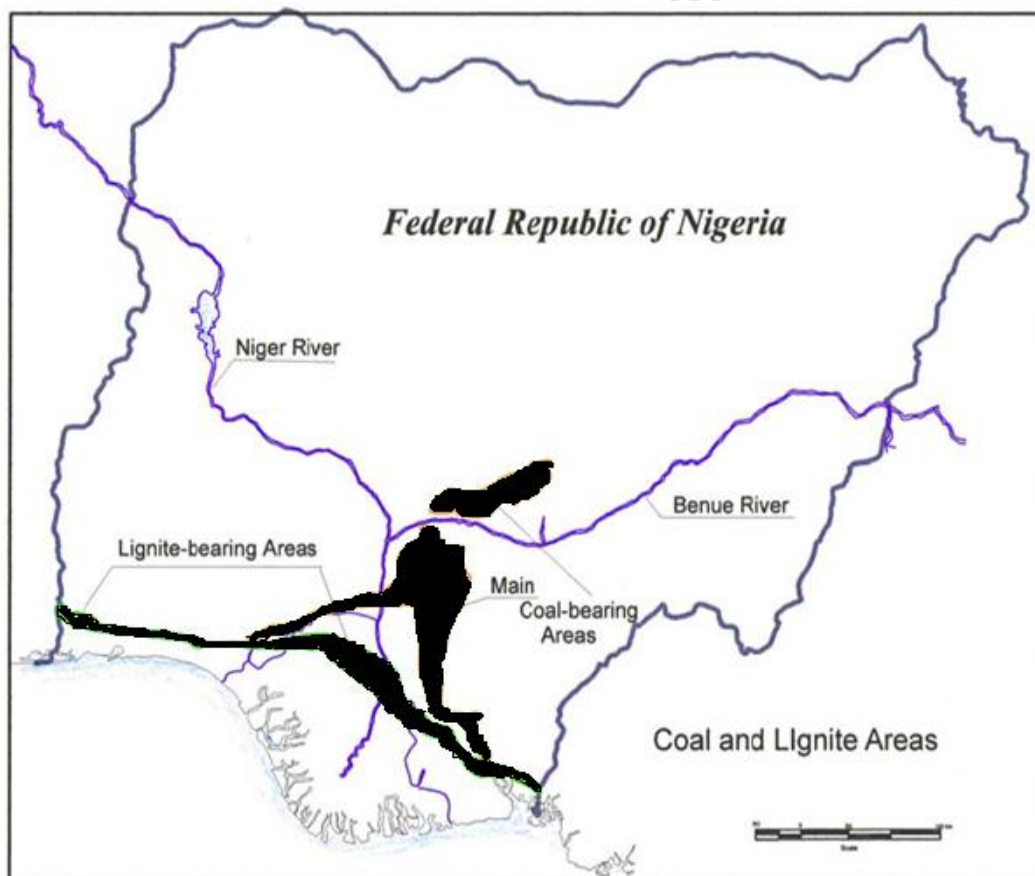 Federal Republic of Nigeria
Niger River
Benue River
Lignite-bearing Areas
Main
Coal-bearing
Areas
Coal and LIgnite Areas
Scale